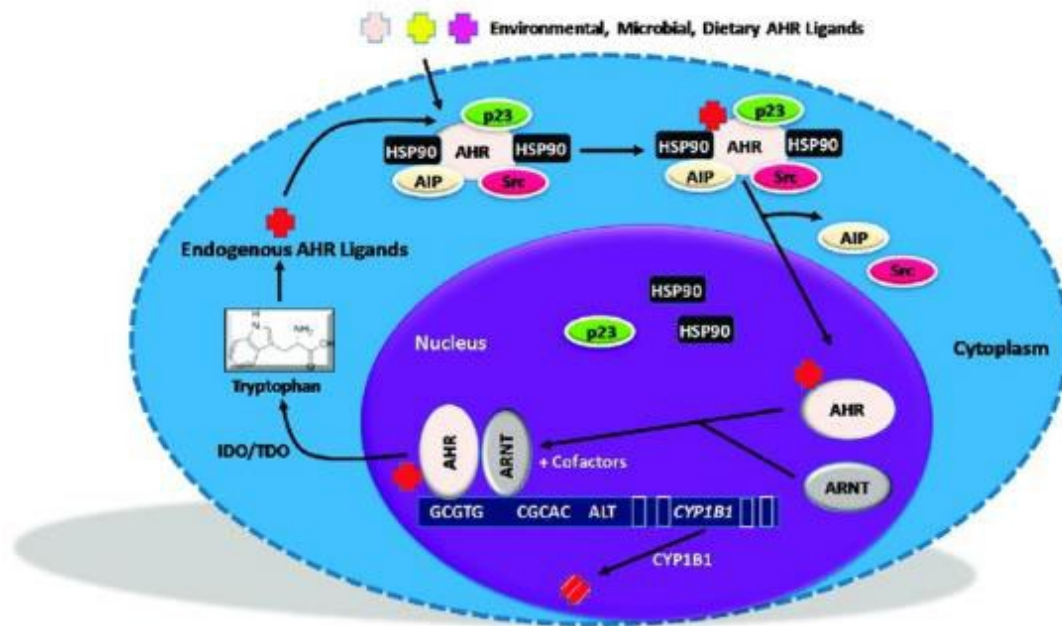 Environmental, Microbial, Dietary AHR Ligands
p23
HSP90
AHR
HSP90
AIP
Src
p23
HSP90
AHR
HSP90
AIP
Src
AIP
Src
Endogenous AHR Ligands
H
N
NH₂
Tryptophan
IDO/TDO
Nucleus
Cytoplasm
HSP90
p23
HSP90
AHR
ARNT
AHR
ARNT
+ Cofactors
GCGTG CGCAC ALT CYP1B1
CYP1B1